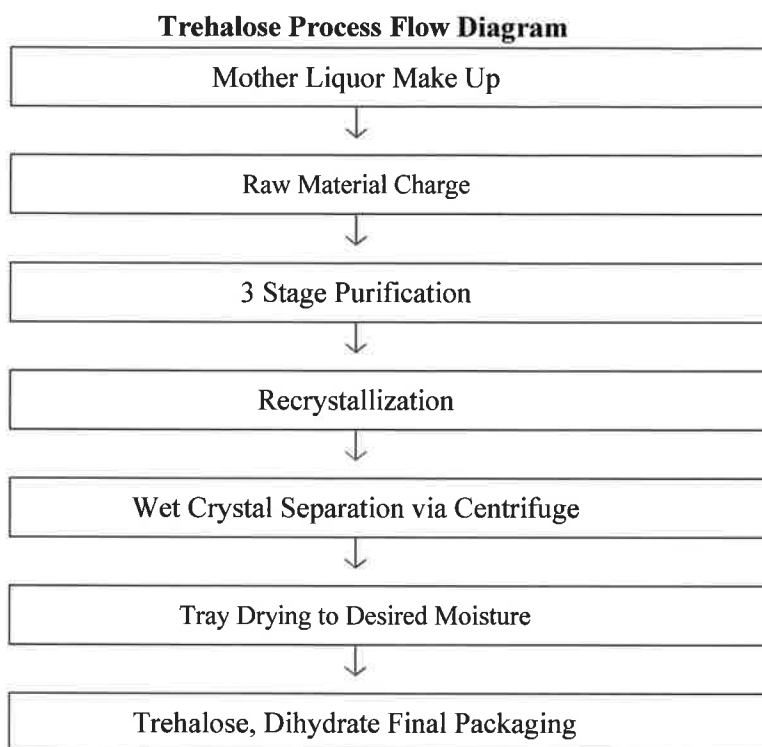 Trehalose Process Flow Diagram
Mother Liquor Make Up
Raw Material Charge
3 Stage Purification
Recrystallization
Wet Crystal Separation via Centrifuge
Tray Drying to Desired Moisture
Trehalose, Dihydrate Final Packaging